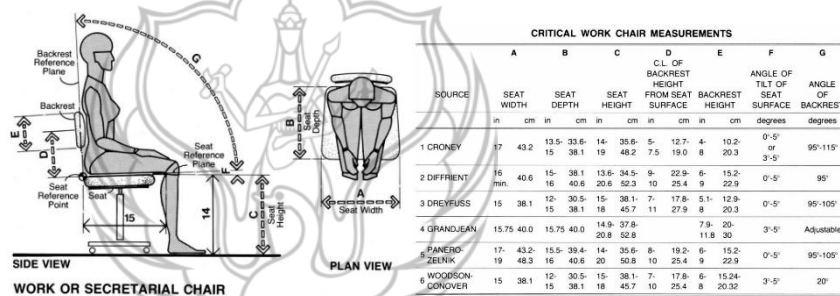 G
Backrest
Reference
Plane
Backrest
E
D
Seat
Reference
Plane
F
Seat
Reference
Point
Seat
15
14
C
Seat
Height
B
Seat
Depth
A
Seat Width
SIDE VIEW
PLAN VIEW
WORK OR SECRETARIAL CHAIR
CRITICAL WORK CHAIR MEASUREMENTS
A B C D E F G
C.L. OF
BACKREST ANGLE OF
HEIGHT TILT OF ANGLE
SOURCE SEAT SEAT SEAT FROM SEAT BACKREST SEAT OF
WIDTH DEPTH HEIGHT SURFACE HEIGHT SURFACE BACKREST
in cm in cm in cm in cm in cm degrees degrees
1 CRONEY 17 43.2 13.5- 33.6- 14- 35.6- 5- 12.7- 4- 10.2- 0°-5° 95°-115°
15 38.1 19 48.2 7.5 19.0 8 20.3 or
3°-5°
2 DIFFRIENT 16 40.6 15- 38.1 13.6- 34.5- 9- 22.9- 6- 15.2- 0°-5° 95°
min. 16 40.6 20.6 52.3 10 25.4 9 22.9
3 DREYFUSS 15 38.1 12- 30.5- 15- 38.1- 7- 17.8- 5.1- 12.9- 0°-5° 95°-105°
15 38.1 18 45.7 11 27.9 8 20.3
4 GRANDJEAN 15.75 40.0 15.75 40.0 14.9- 37.8- 7.9- 20- 3°-5° Adjustable
20.8 52.8 11.8 30
5 PANERO- 17- 43.2- 15.5- 39.4- 14- 35.6- 8- 19.2- 6- 15.2- 0°-5° 95°-105°
ZELNIK 19 48.3 16 40.6 20 50.8 10 25.4 9 22.9
6 WOODSON- 15 38.1 12- 30.5- 15- 38.1- 7- 17.8- 6- 15.24- 3°-5° 20°
CONOVER 15 38.1 18 45.7 10 25.4 8 20.32